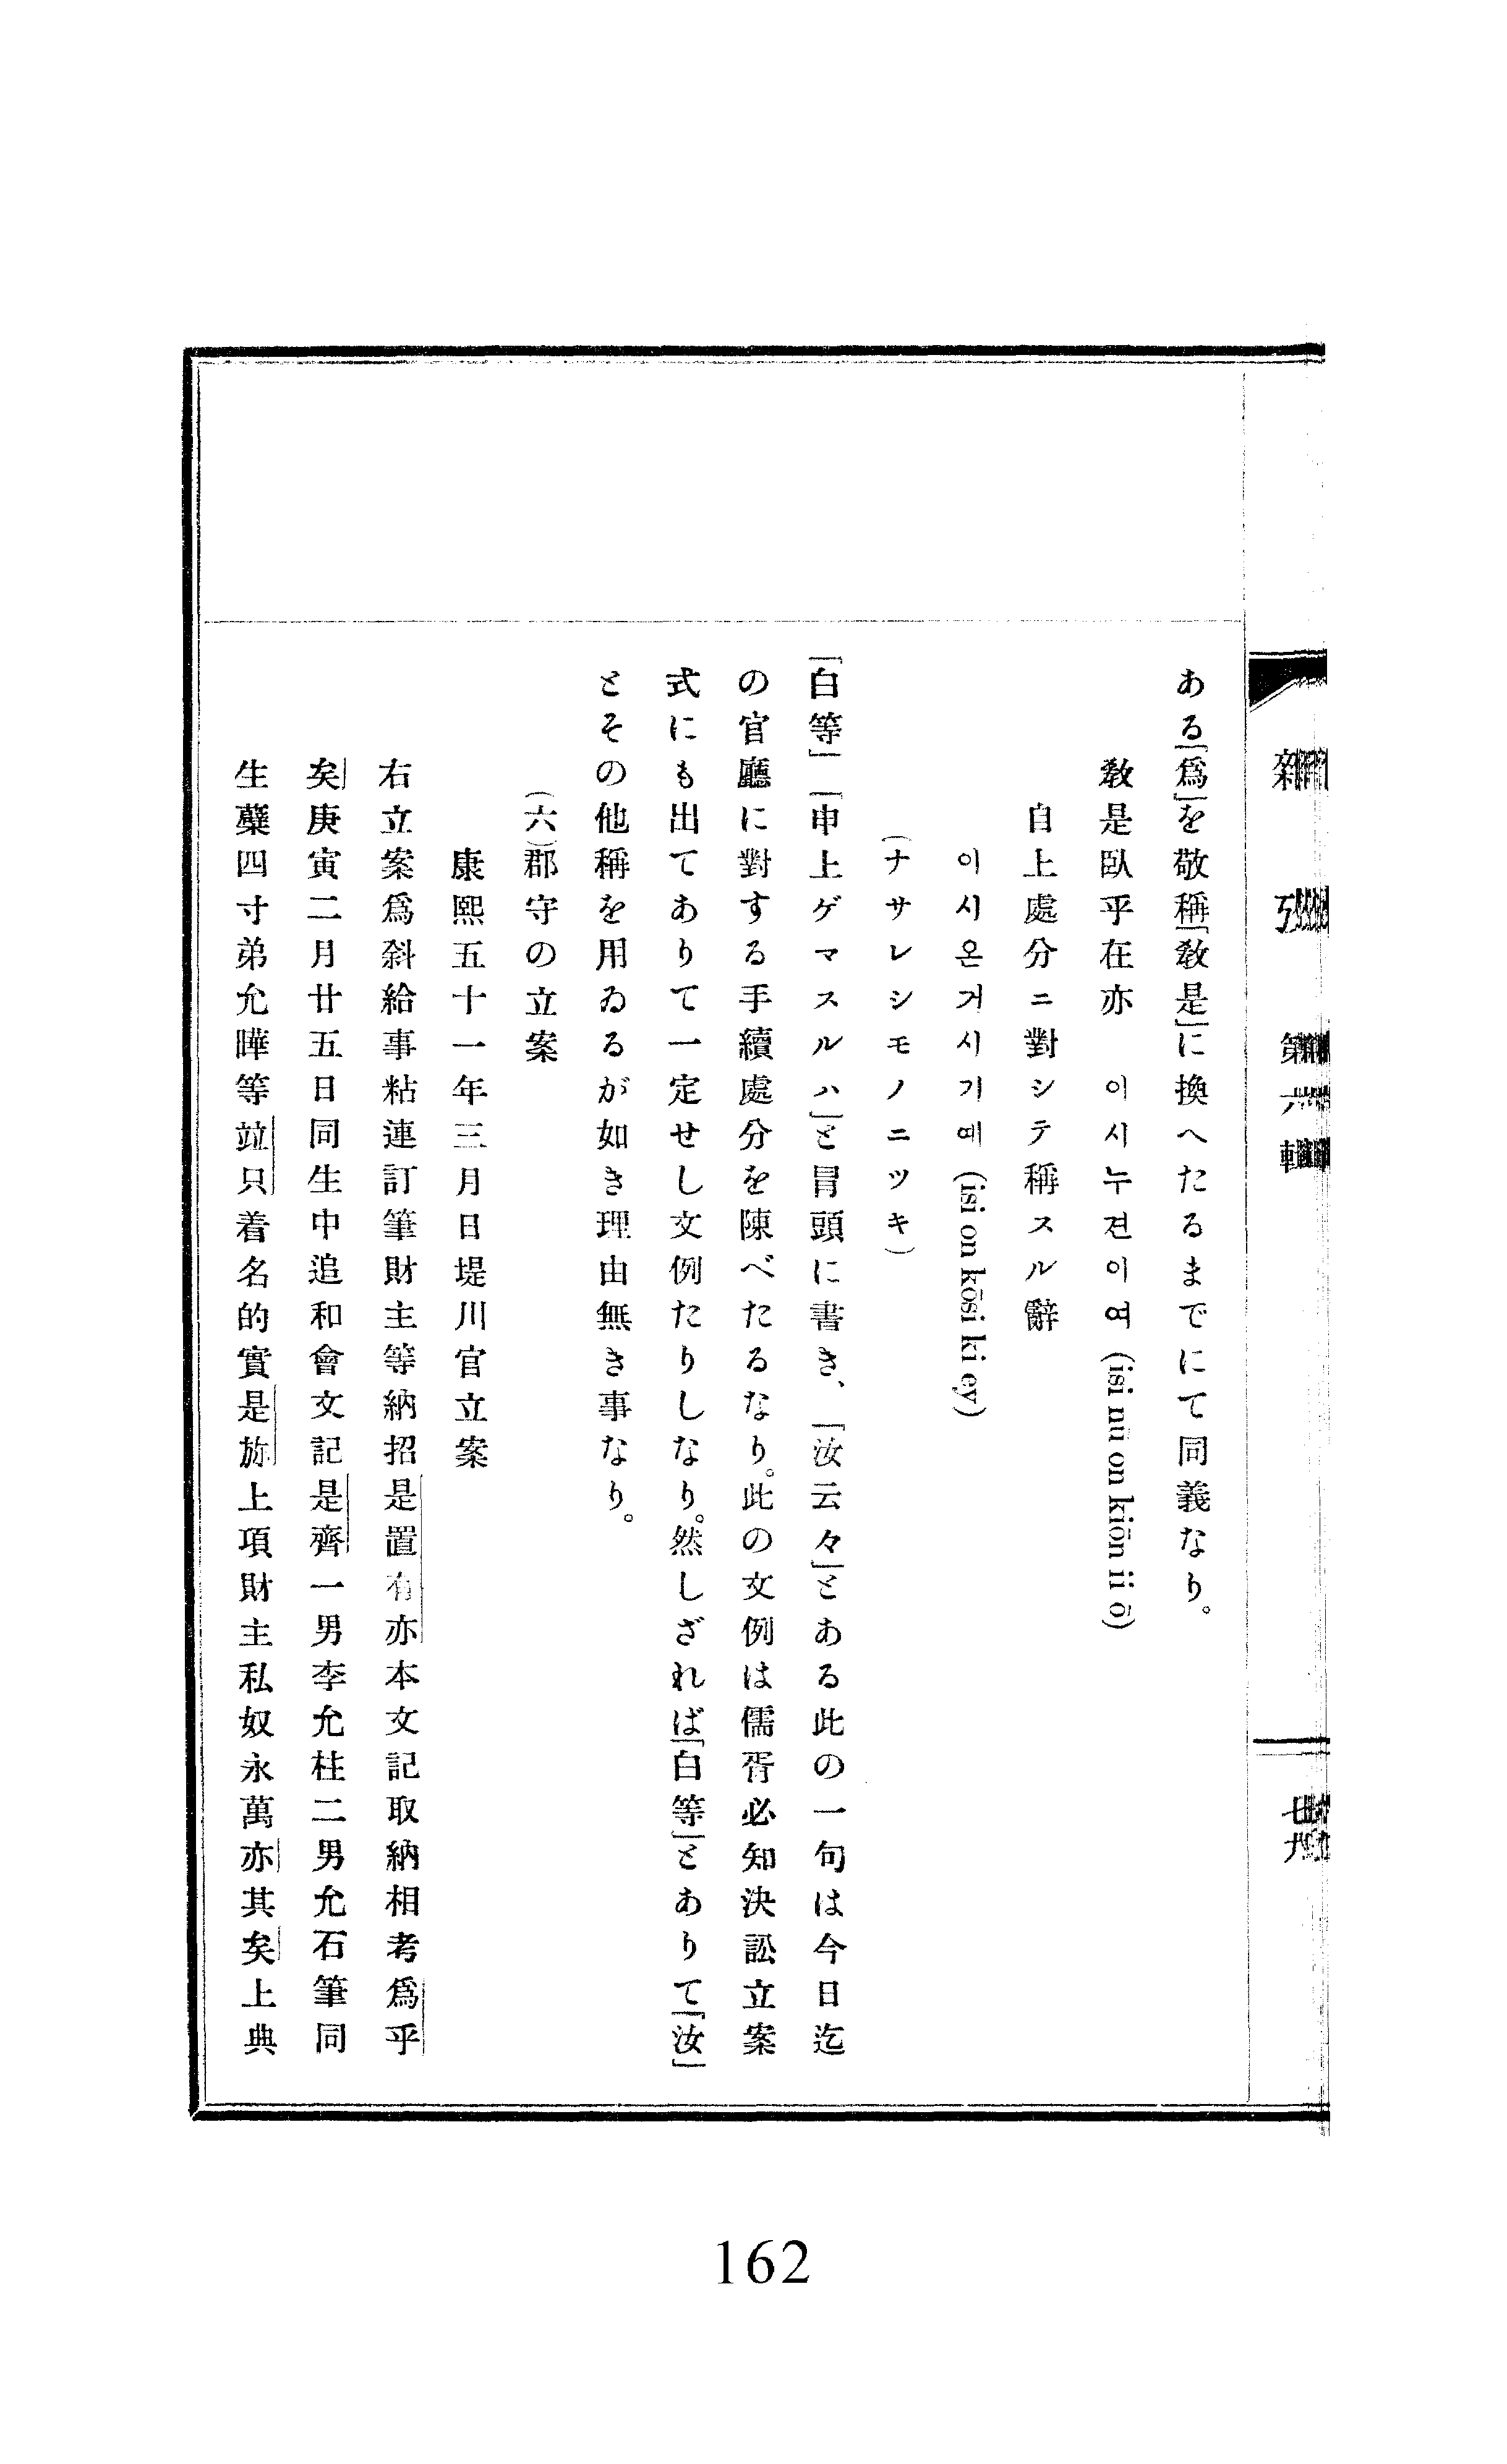 第六輯
ある「爲」を敬稱「敎是」に換へたるまでにて同義なり。
敎是臥乎在亦 이시누견이여 (isi nū on kiŏn ii ŏ)
自上處分ニ對シテ稱スル辭
이시온거시기예 (isi on kŏsi ki ey)
(ナサレシモノニツキ)
「白等」「申上ゲマスルハ」と冒頭に書き、「汝云々」とある此の一句は今日迄
の官廳に對する手續處分を陳べたるなり。此の文例は儒胥必知決訟立案
式にも出てありて一定せし文例たりしなり。然しざれば「白等」とありて「汝」
とその他稱を用ゐるが如き理由無き事なり。
(六)郡守の立案
康熙五十一年三月日堤川官立案
右立案爲斜給事粘連訂筆財主等納招是置有亦本文記取納相考爲乎
矣庚寅二月廿五日同生中追和會文記是齊一男李允柱二男允石筆同
生蘗四寸弟允曄等竝只着名的實是旀上項財主私奴永萬亦其矣上典
162